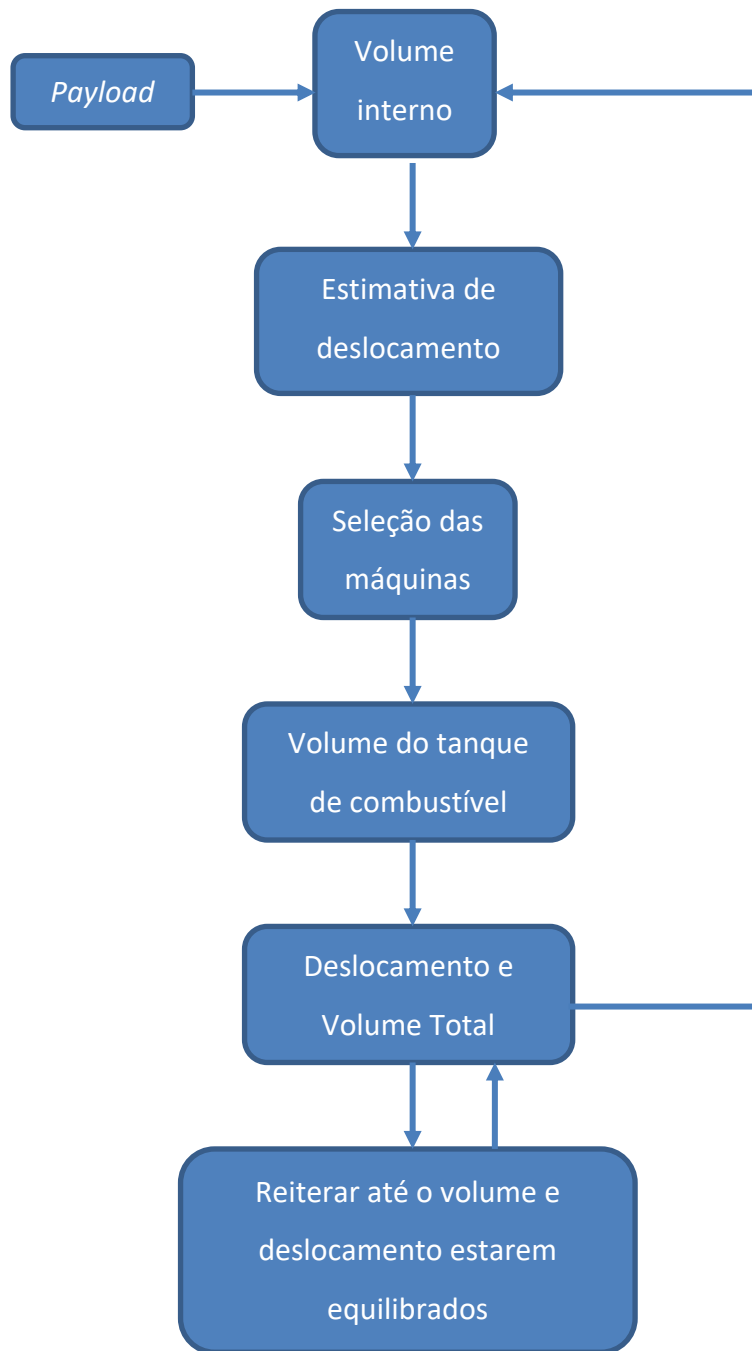 Payload
Volume
interno
Estimativa de
deslocamento
Seleção das
máquinas
Volume do tanque
de combustível
Deslocamento e
Volume Total
Reiterar até o volume e
deslocamento estarem
equilibrados